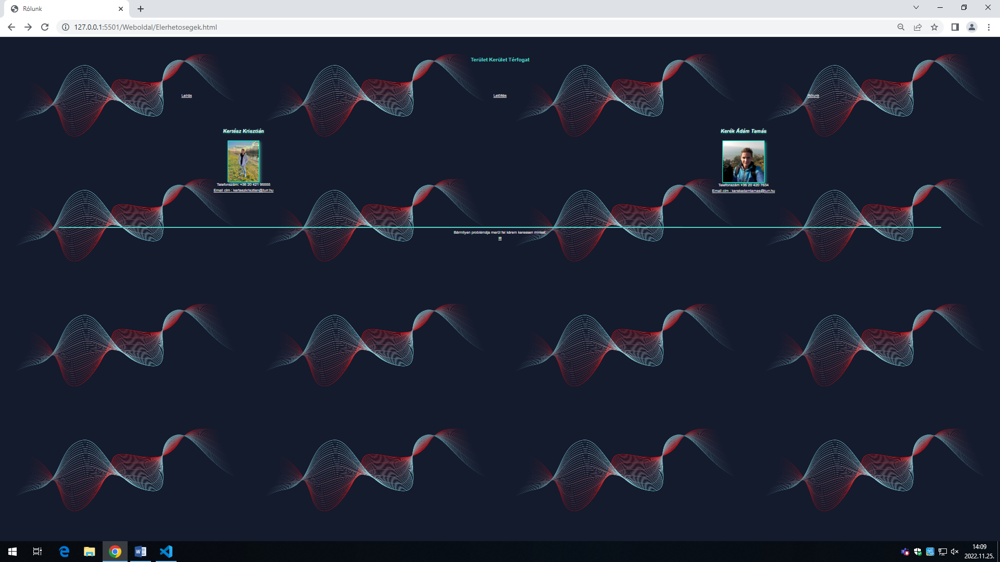 Rólunk
127.0.0.1:5501/Weboldal/Elerhetosegek.html
Terület Kerület Térfogat
Leírás
Letöltés
Rólunk
Kertész Krisztián
Telefonszám: +36 20 421 95555
Email cím : kerteszkrisztian@turr.hu
Kerék Ádám Tamás
Telefonszám +36 20 420 7634
Email cím : kerekadamtamas@turr.hu
Bármilyen problémája merül fel kérem keressen minket:
Itt
14:09
2022.11.25.